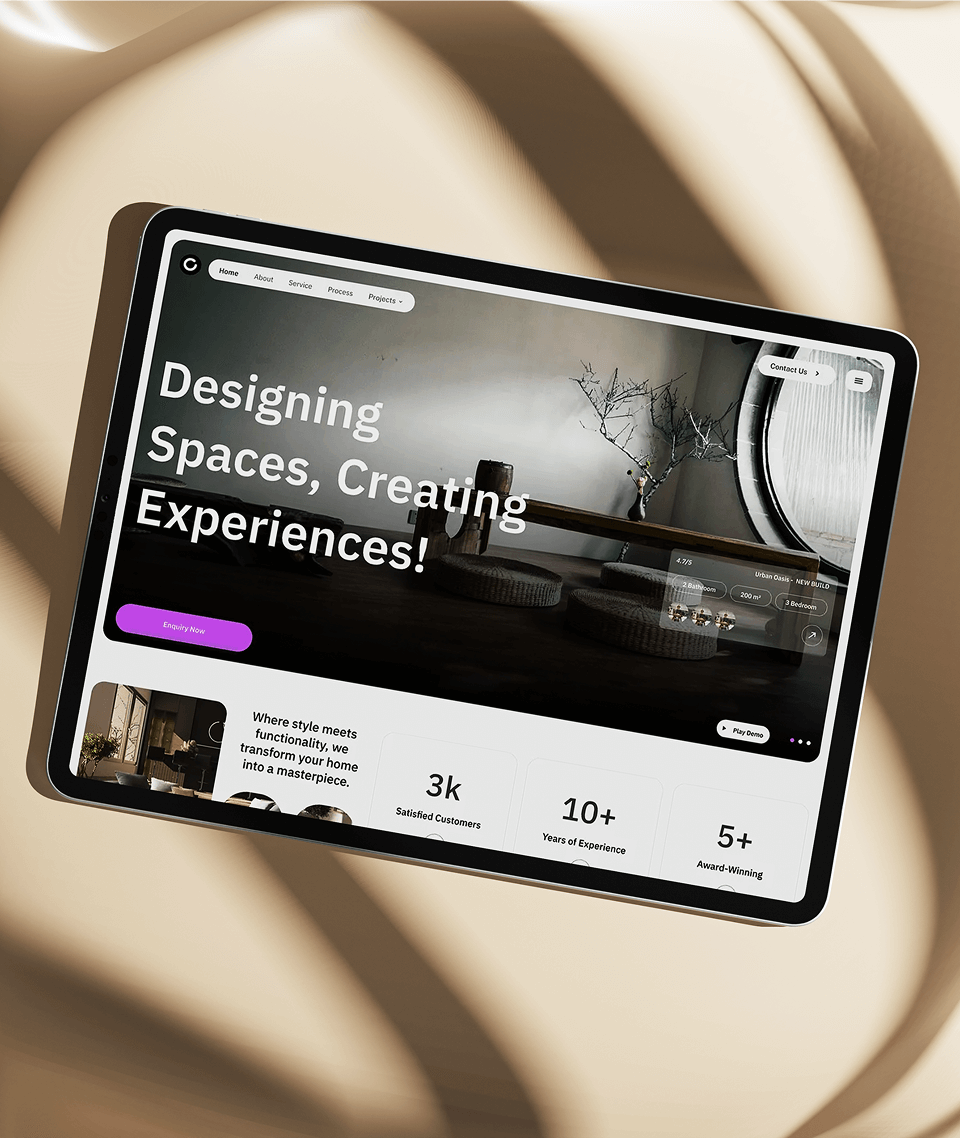 Home
About
Service
Process
Projects
Contact Us
Designing
Spaces, Creating
Experiences!
4.7/5
Urban Oasis - NEW BUILD
2 Bathroom
200 m²
3 Bedroom
Enquiry Now
Play Demo
Where style meets
functionality, we
transform your home
into a masterpiece.
3k
Satisfied Customers
10+
Years of Experience
5+
Award-Winning